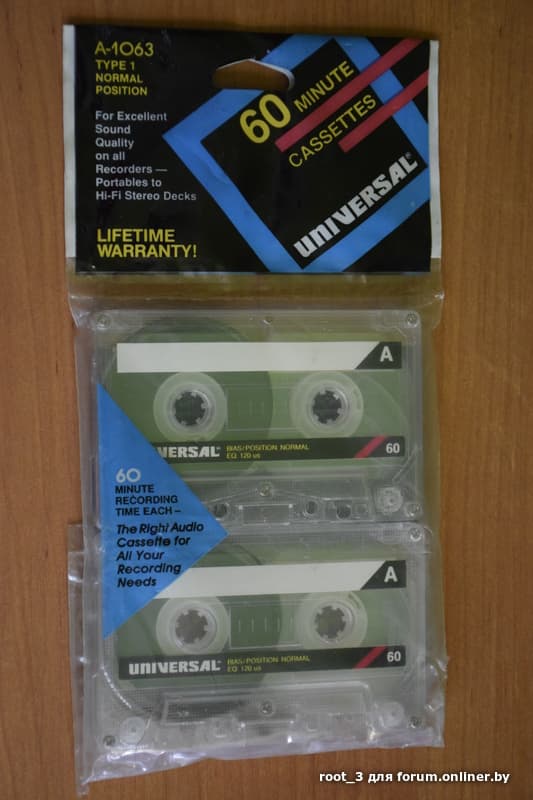 A-1063
TYPE 1
NORMAL
POSITION
For Excellent
Sound
Quality
on all
Recorders —
Portables to
Hi-Fi Stereo Decks
LIFETIME
WARRANTY!
60 MINUTE
CASSETTES
UNIVERSAL®
A
VERSAL® BIAS/POSITION NORMAL
EQ 120 us
60
60
MINUTE
RECORDING
TIME EACH –
The Right Audio
Cassette for
All Your
Recording
Needs
A
UNIVERSAL® BIAS/POSITION NORMAL
EQ 120 us
60
root_3 для forum.onliner.by